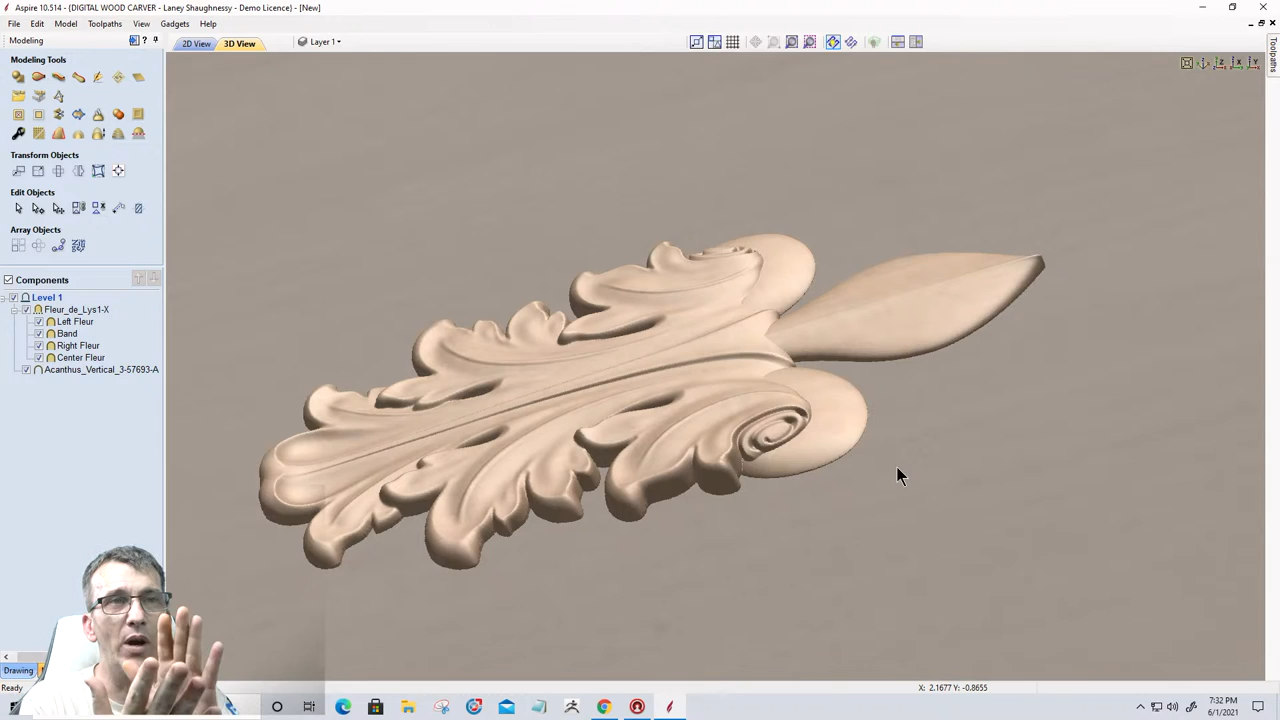 Aspire 10.514 - (DIGITAL WOOD CARVER - Laney Shaughnessy - Demo Licence) - [New]
File Edit Model Toolpaths View Gadgets Help
Modeling
2D View 3D View Layer 1
Toolpaths
Modeling Tools
Transform Objects
Edit Objects
Array Objects
Components
Level 1
Fleur_de_Lys1-X
Left Fleur
Band
Right Fleur
Center Fleur
Acanthus_Vertical_3-57693-A
Drawing
Ready
X: 2.1677 Y: -0.8655
7:32 PM
6/1/2021